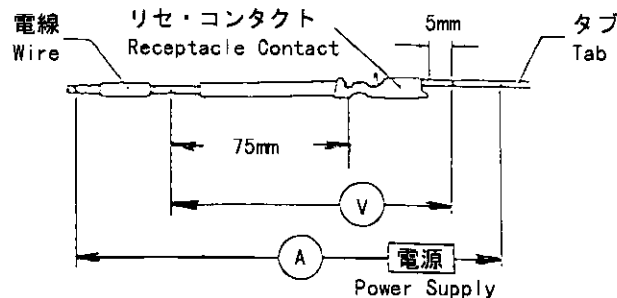 電線
Wire
リセ・コンタクト
Receptacle Contact
5mm
タブ
Tab
75mm
V
A
電源
Power Supply